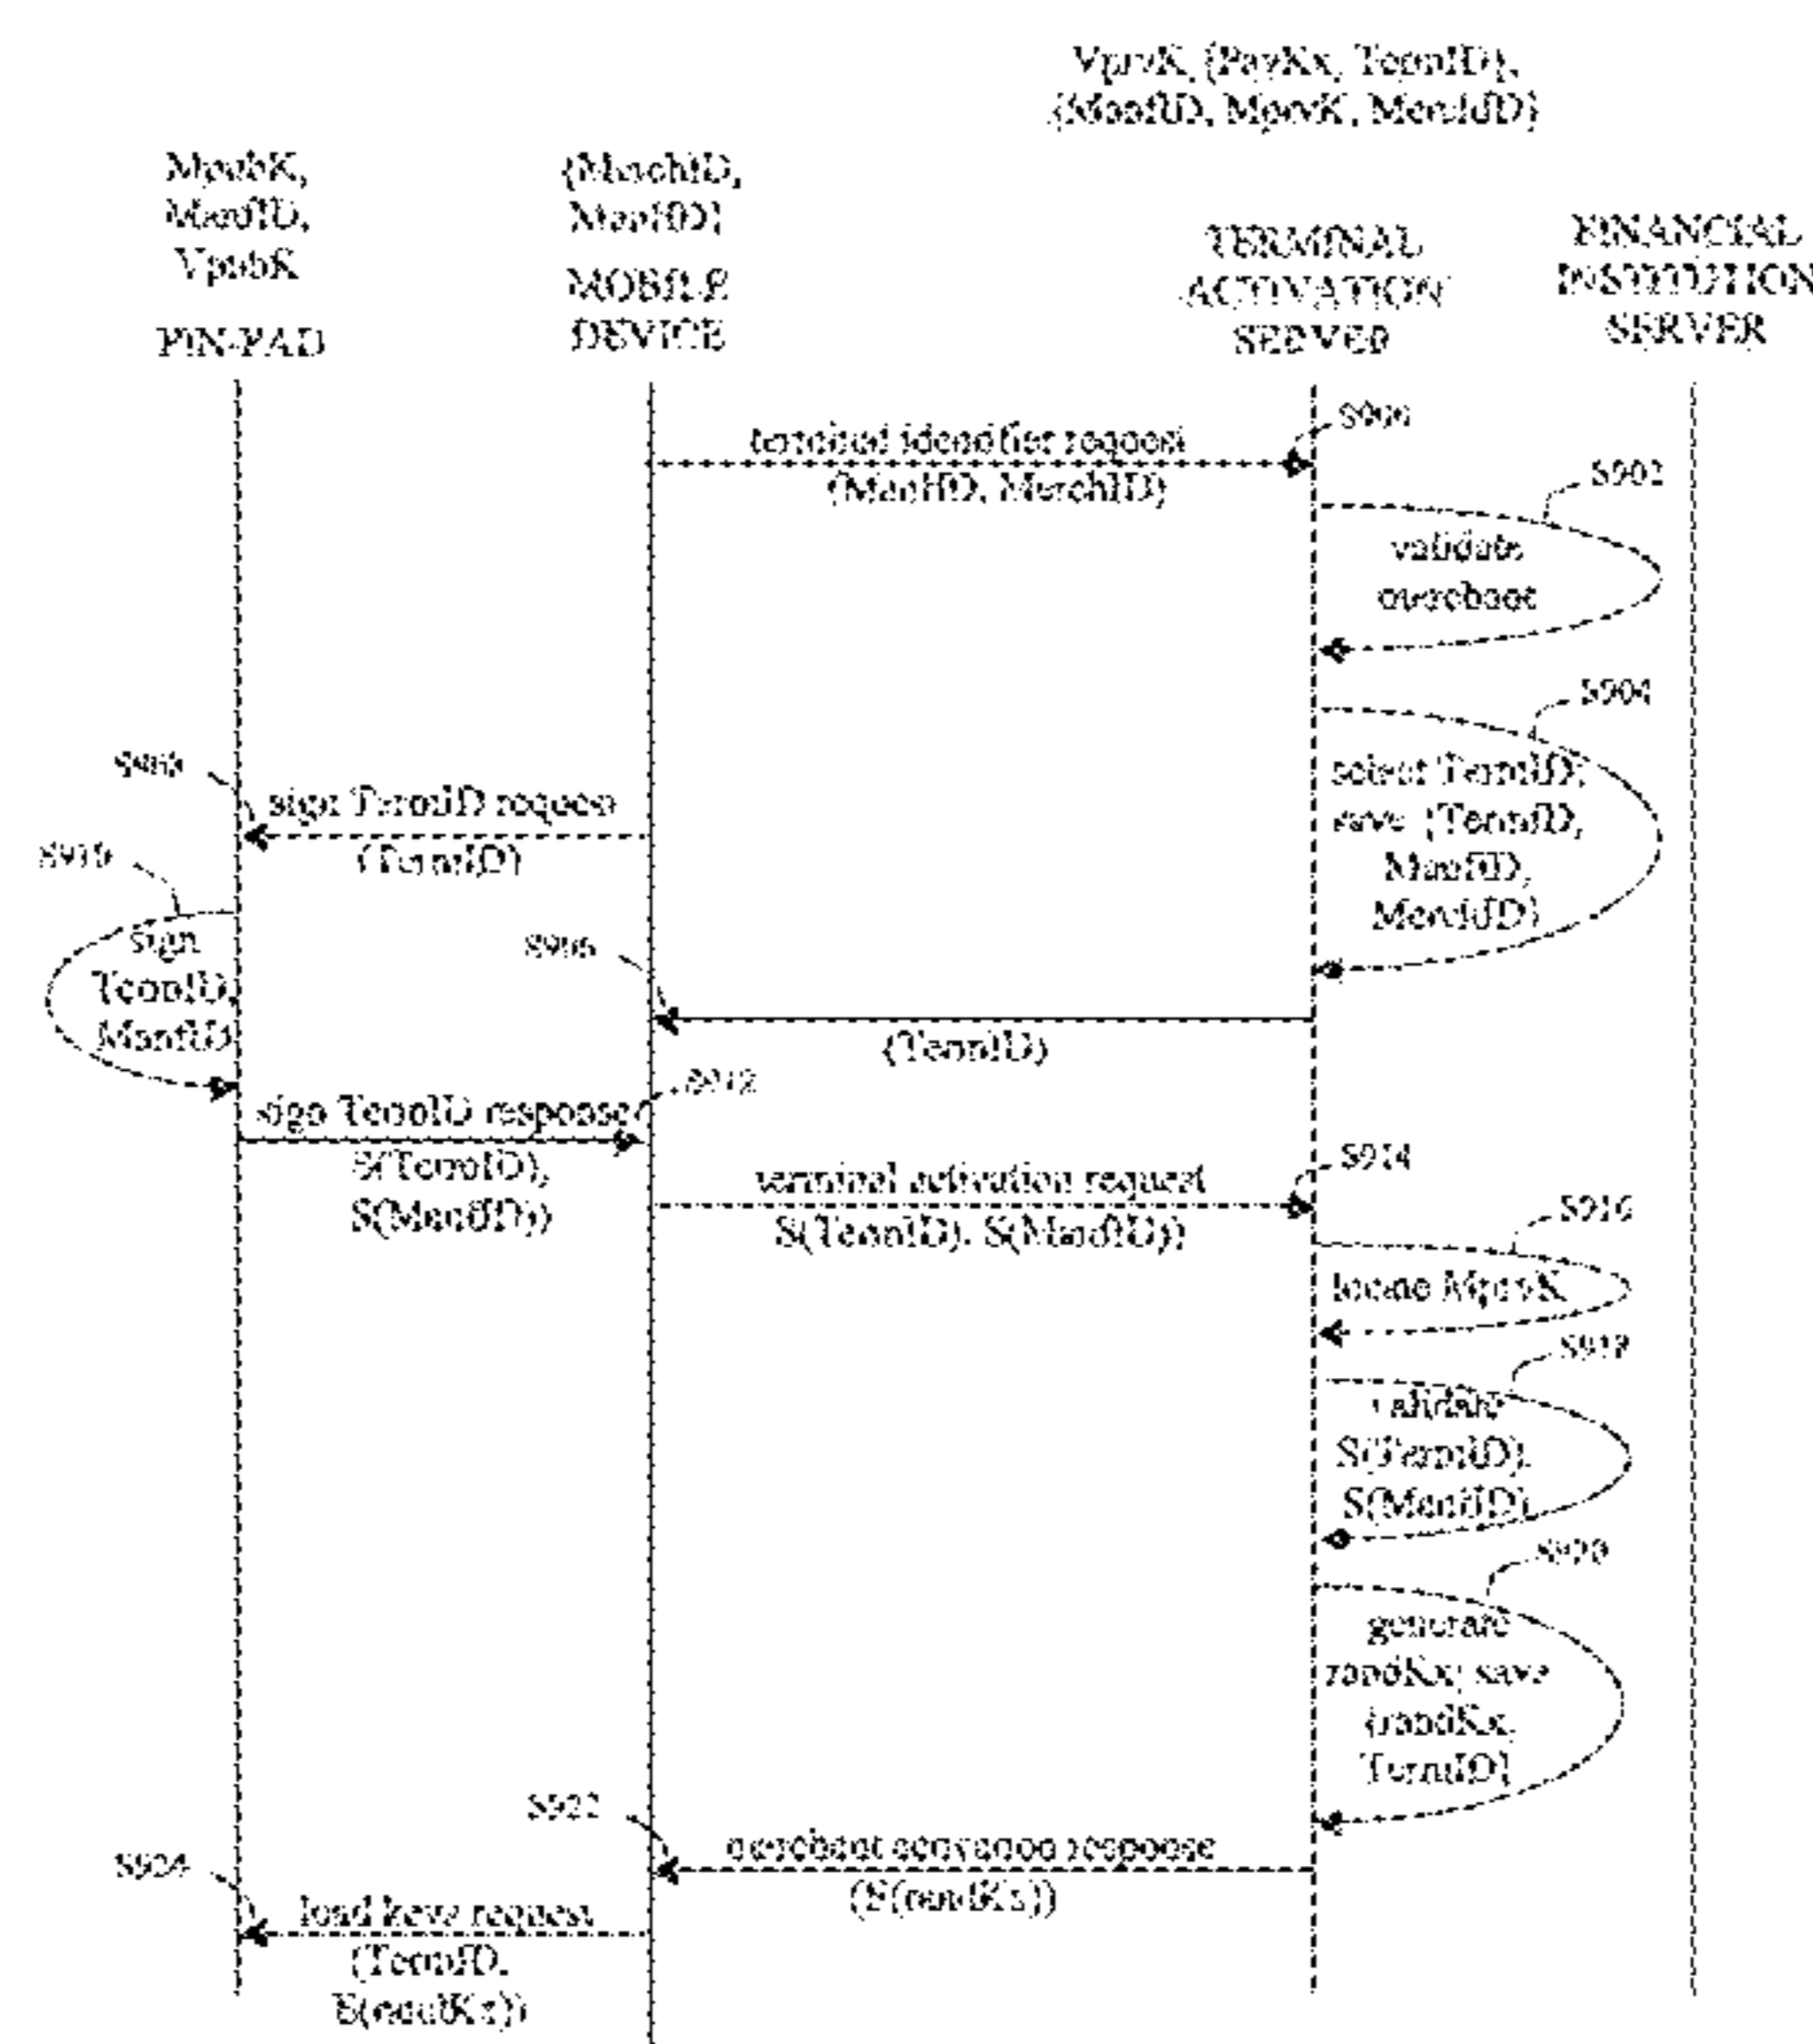 VprvK, {PayKx, TermID},
{ManfID, MprvK, MerchID}
MpubK,
ManfID,
VpubK
PIN-PAD
{MerchID,
ManfID}
MOBILE
DEVICE
TERMINAL
ACTIVATION
SERVER
FINANCIAL
INSTITUTION
SERVER
S900
terminal identifier request
(ManfID, MerchID)
S902
validate
merchant
S904
select TermID;
save {TermID,
ManfID,
MerchID}
S908
sign TermID request
(TermID)
S910
sign
TermID,
ManfID
S906
(TermID)
S912
sign TermID response
S(TermID),
S(ManfID))
S914
terminal activation request
S(TermID), S(ManfID))
S916
locate MprvK
S918
validate
S(TermID),
S(ManfID)
S920
generate
randKx; save
{randKx,
TermID}
S922
merchant activation response
(E(randKx))
S924
load keys request
(TermID,
E(randKx))